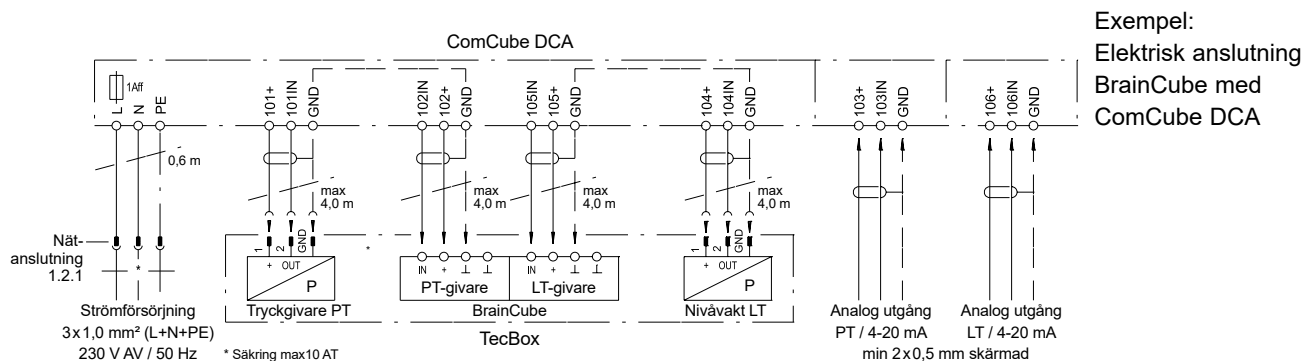 Exempel:
Elektrisk anslutning
BrainCube med
ComCube DCA
ComCube DCA
1Aff
L
N
PE
101+
101IN
GND
102IN
102+
GND
105IN
105+
GND
104+
104IN
GND
103+
103IN
GND
106+
106IN
GND
0,6 m
max
4,0 m
max
4,0 m
max
4,0 m
max
4,0 m
Nät-
anslutning
1.2.1
*
1
2
GND
*
+ OUT
P
IN + ⊥ ⊥
PT-givare
IN + ⊥ ⊥
LT-givare
1
2
GND
+ OUT
P
Strömförsörjning
3x1,0 mm² (L+N+PE)
230 V AV / 50 Hz
Tryckgivare PT
BrainCube
Nivåvakt LT
TecBox
* Säkring max10 AT
Analog utgång
PT / 4-20 mA
Analog utgång
LT / 4-20 mA
min 2x0,5 mm skärmad